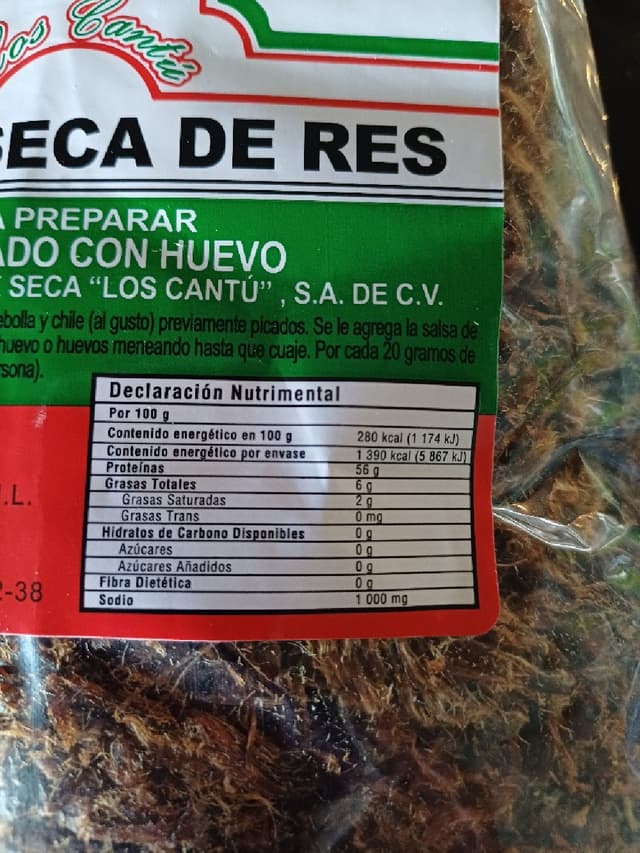 Los Cantú
SECA DE RES
A PREPARAR
ADO CON HUEVO
SECA “LOS CANTÚ” , S.A. DE C.V.
ebolla y chile (al gusto) previamente picados. Se le agrega la salsa de
huevo o huevos meneando hasta que cuaje. Por cada 20 gramos de
rsona).
Declaración Nutrimental
Por 100 g
Contenido energético en 100 g 280 kcal (1 174 kJ)
Contenido energético por envase 1 390 kcal (5 867 kJ)
Proteínas 56 g
Grasas Totales 6 g
Grasas Saturadas 2 g
Grasas Trans 0 mg
Hidratos de Carbono Disponibles 0 g
Azúcares 0 g
Azúcares Añadidos 0 g
Fibra Dietética 0 g
Sodio 1 000 mg
.L.
2-38